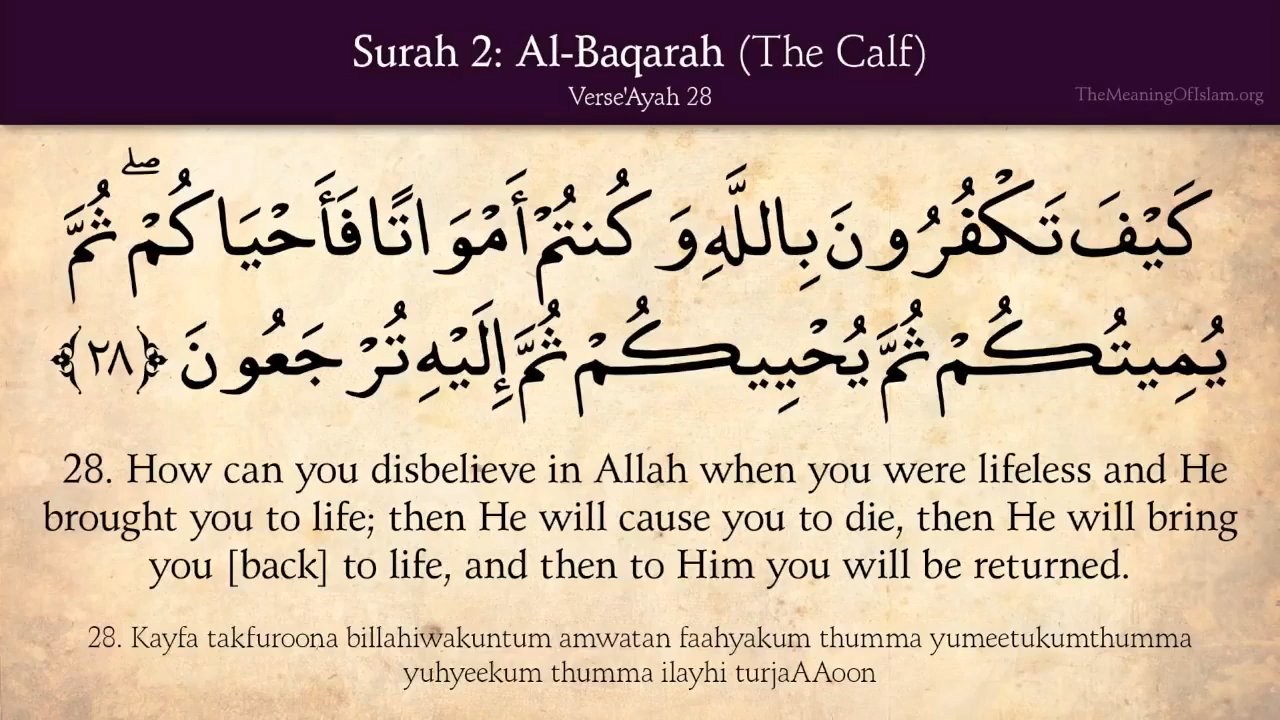 Surah 2: Al-Baqarah (The Calf)
Verse'Ayah 28
TheMeaningOfIslam.org
كَيْفَ تَكْفُرُونَ بِاللَّهِ وَكُنتُمْ أَمْوَاتًا فَأَحْيَاكُمْ ۖ ثُمَّ
يُمِيتُكُمْ ثُمَّ يُحْيِيكُمْ ثُمَّ إِلَيْهِ تُرْجَعُونَ ﴿٢٨﴾
28. How can you disbelieve in Allah when you were lifeless and He
brought you to life; then He will cause you to die, then He will bring
you [back] to life, and then to Him you will be returned.
28. Kayfa takfuroona billahiwakuntum amwatan faahyakum thumma yumeetukumthumma
yuhyeekum thumma ilayhi turjaAAoon